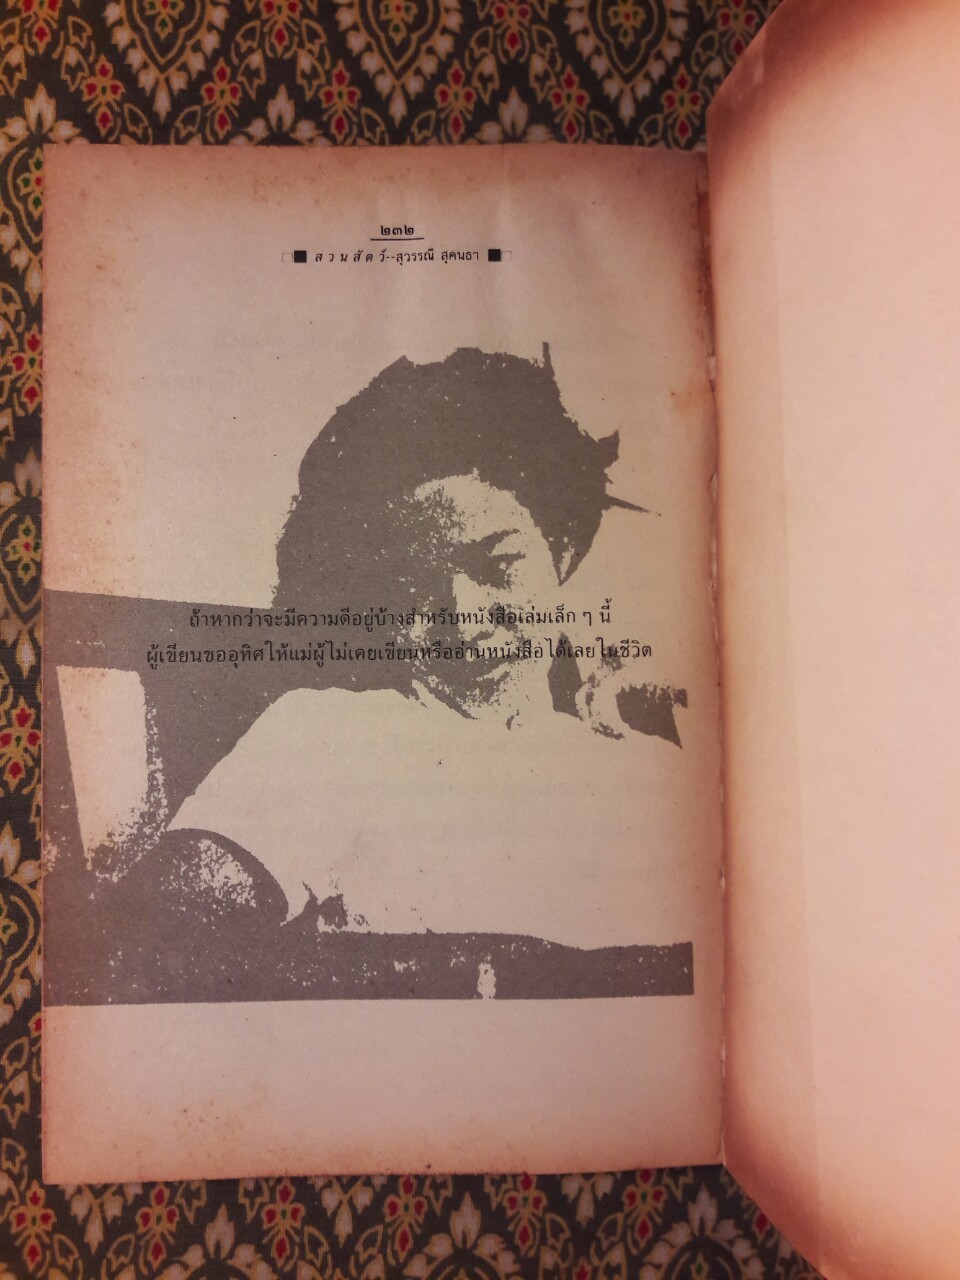 ๒๓๒
สวนสัตว์--สุวรรณี สุคนธา
ถ้าหากว่าจะมีความดีอยู่บ้างสำหรับหนังสือเล่มเล็ก ๆ นี้
ผู้เขียนขออุทิศให้แม่ผู้ไม่เคยเขียนหรืออ่านหนังสือได้เลยในชีวิต